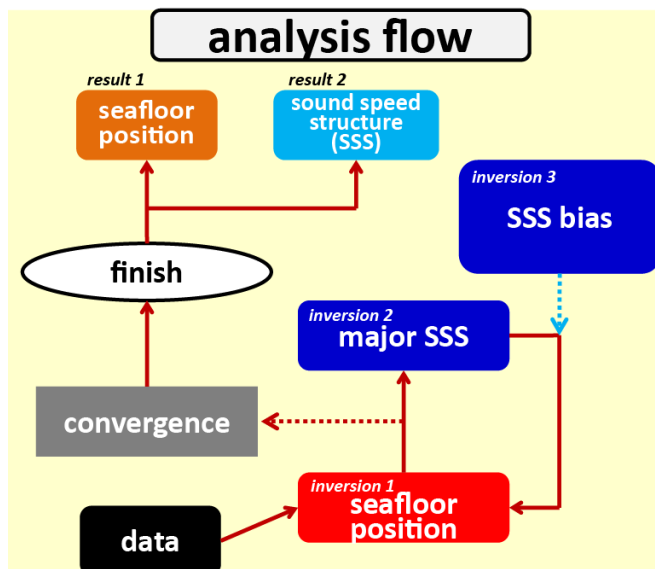 analysis flow
result 1
seafloor
position
result 2
sound speed
structure
(SSS)
inversion 3
SSS bias
finish
inversion 2
major SSS
convergence
inversion 1
seafloor
position
data